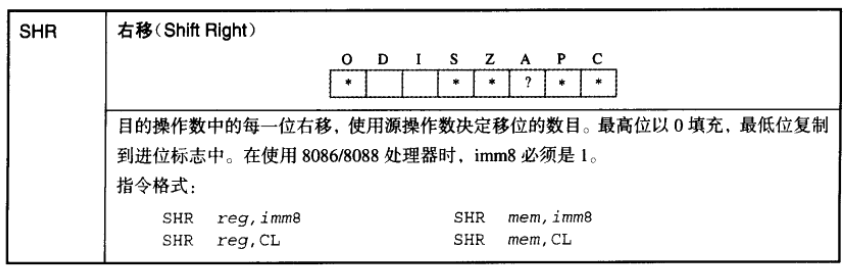 SHR
右移（Shift Right）
O D I S Z A P C
* * * ? * *
目的操作数中的每一位右移，使用源操作数决定移位的数目。最高位以 0 填充，最低位复制
到进位标志中。在使用 8086/8088 处理器时，imm8 必须是 1。
指令格式：
SHR reg,imm8 SHR mem,imm8
SHR reg,CL SHR mem,CL